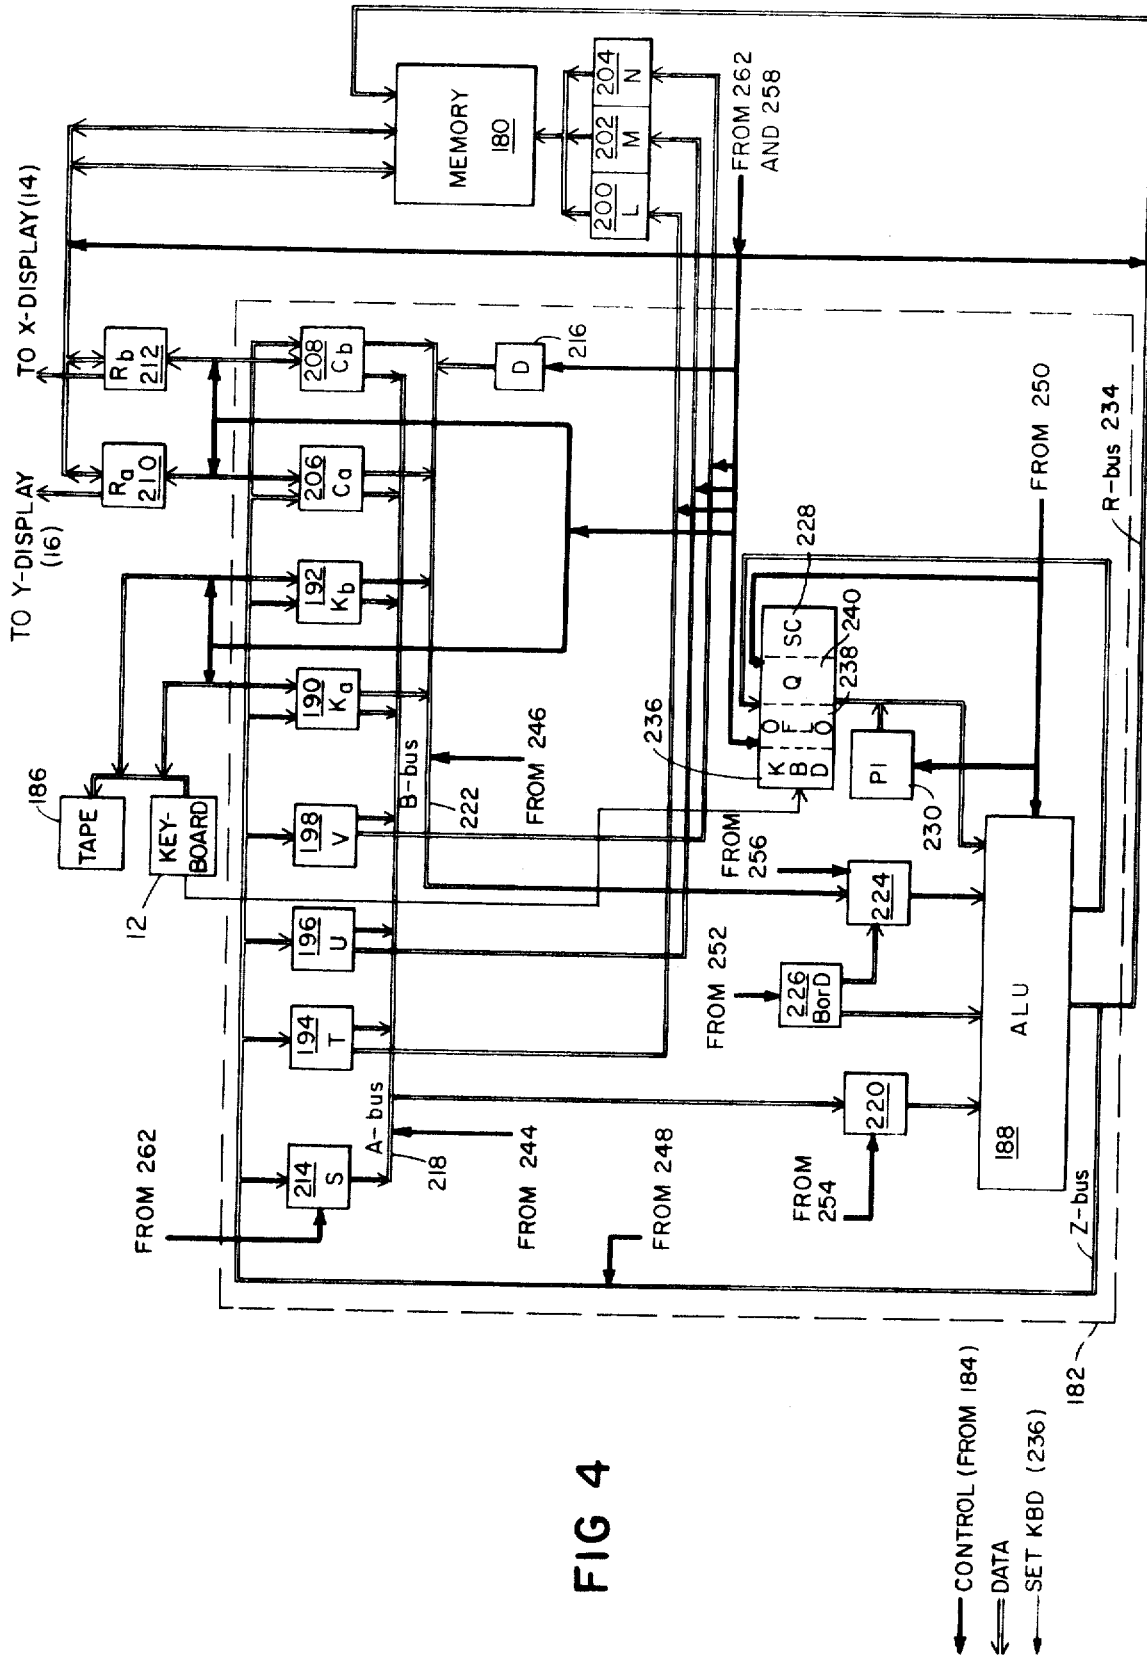 TO Y-DISPLAY
(16)
TO X-DISPLAY (14)
186
TAPE
KEY-
BOARD
12
Ra
210
Rb
212
MEMORY
180
200
L
202
M
204
N
FROM 262
AND 258
FROM 262
214
S
194
T
196
U
198
V
190
Ka
192
Kb
206
Ca
208
Cb
D
216
A-bus
218
B-bus
222
FROM 244
FROM 246
FROM 248
FROM
254
220
FROM 252
226
BorD
FROM
256
224
236
K
B
D
O
F
L
O
Q
SC
228
240
238
PI
230
FROM 250
188
ALU
Z-bus
R-bus 234
182
FIG 4
CONTROL (FROM 184)
DATA
SET KBD (236)